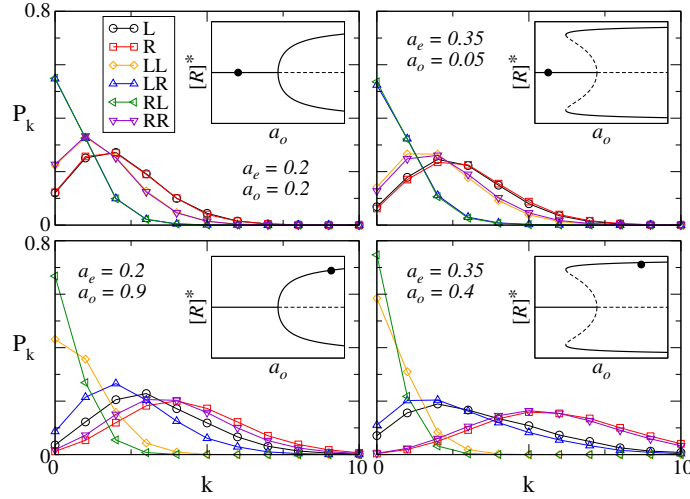 0.8
L
R
LL
LR
RL
RR
[R]*
a_o
a_e = 0.2
a_o = 0.2
P_k
0
[R]*
a_o
a_e = 0.35
a_o = 0.05
0.8
a_e = 0.2
a_o = 0.9
[R]*
a_o
P_k
0
0
k
10
a_e = 0.35
a_o = 0.4
[R]*
a_o
0
k
10